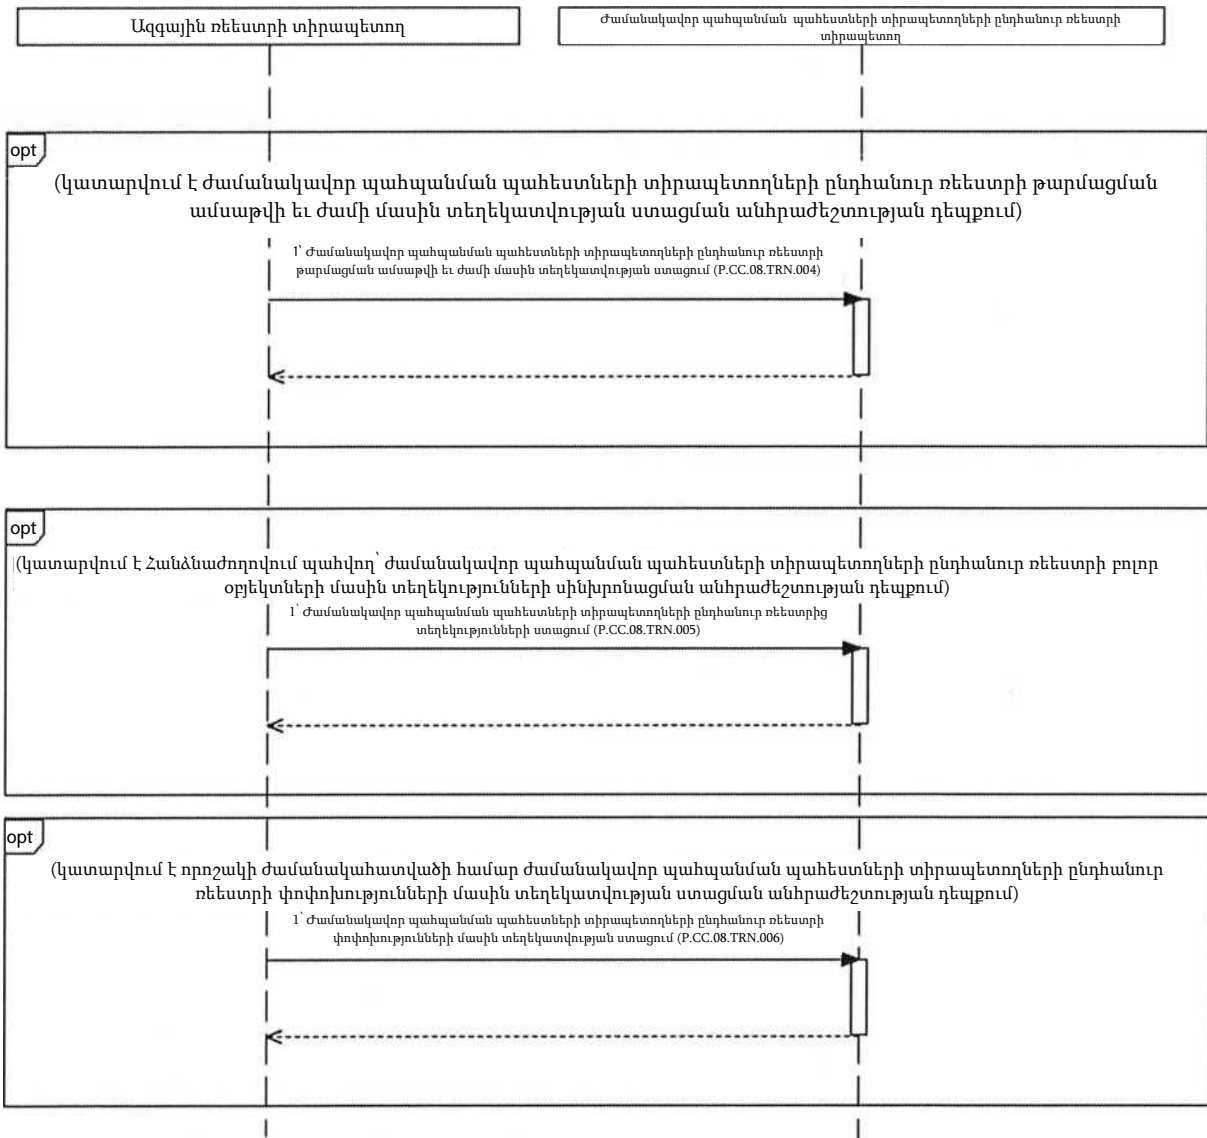 Ազգային ռեեստրի տիրապետող
Ժամանակավոր պահպանման պահեստների տիրապետողների ընդհանուր ռեեստրի
տիրապետող
opt
(կատարվում է ժամանակավոր պահպանման պահեստների տիրապետողների ընդհանուր ռեեստրի թարմացման
ամսաթվի եւ ժամի մասին տեղեկատվության ստացման անհրաժեշտության դեպքում)
1՝ Ժամանակավոր պահպանման պահեստների տիրապետողների ընդհանուր ռեեստրի
թարմացման ամսաթվի եւ ժամի մասին տեղեկատվության ստացում (P.CC.08.TRN.004)
opt
(կատարվում է Հանձնաժողովում պահվող՝ ժամանակավոր պահպանման պահեստների տիրապետողների ընդհանուր ռեեստրի բոլոր
օբյեկտների մասին տեղեկությունների սինխրոնացման անհրաժեշտության դեպքում)
1՝ Ժամանակավոր պահպանման պահեստների տիրապետողների ընդհանուր ռեեստրից
տեղեկությունների ստացում (P.CC.08.TRN.005)
opt
(կատարվում է որոշակի ժամանակահատվածի համար ժամանակավոր պահպանման պահեստների տիրապետողների ընդհանուր
ռեեստրի փոփոխությունների մասին տեղեկատվության ստացման անհրաժեշտության դեպքում)
1՝ Ժամանակավոր պահպանման պահեստների տիրապետողների ընդհանուր ռեեստրի
փոփոխությունների մասին տեղեկատվության ստացում (P.CC.08.TRN.006)